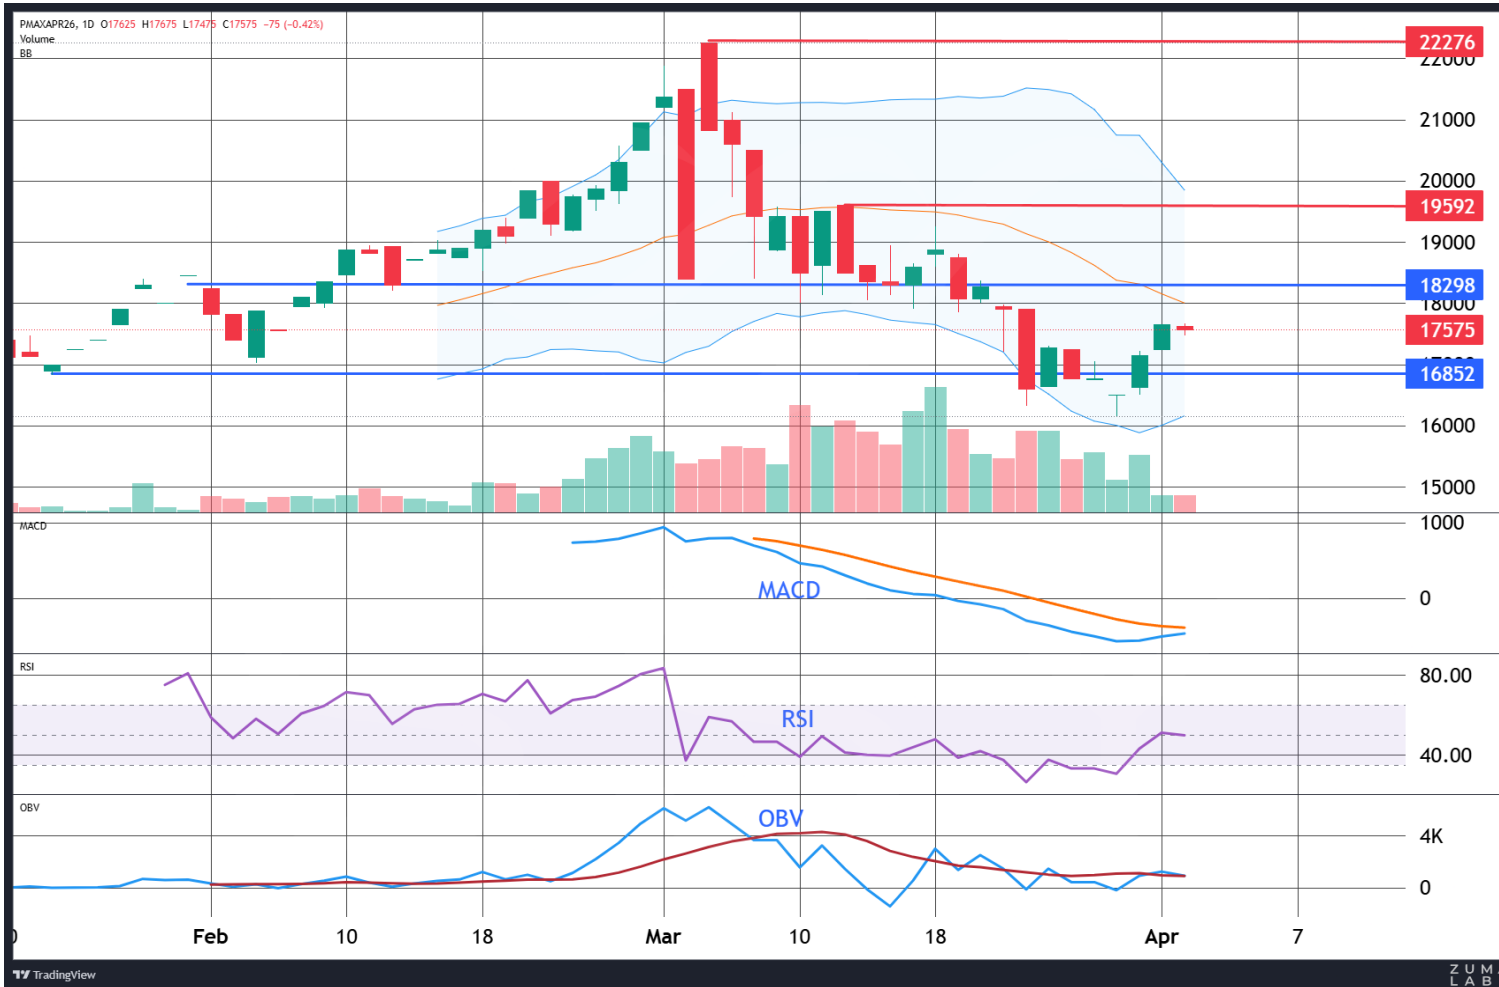 PMAXAPR26, 1D O17625 H17675 L17475 C17575 −75 (−0.42%)
Volume
BB
22276
22000
21000
20000
19592
19000
18298
18000
17575
17000
16852
16000
15000
MACD
1000
MACD
0
RSI
80.00
RSI
40.00
OBV
OBV
4K
0
0 Feb 10 18 Mar 10 18 Apr 7
TradingView
ZUM
LAB